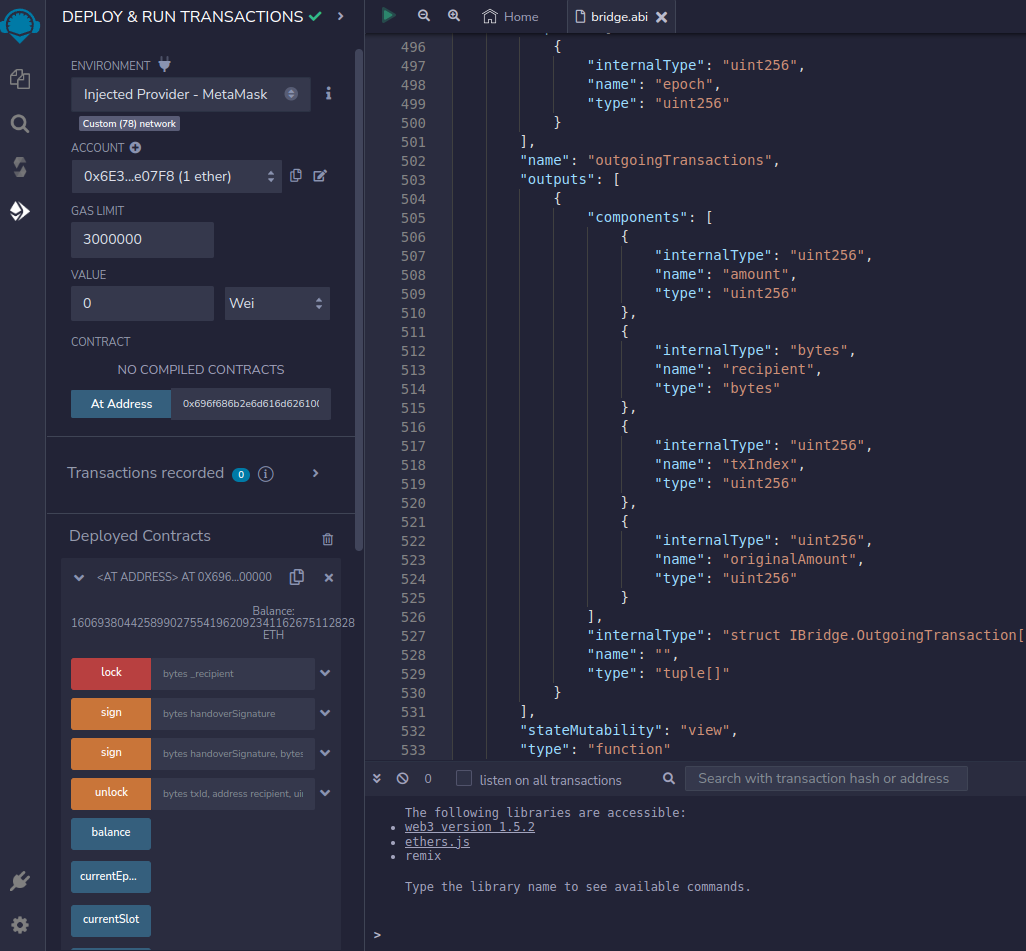 DEPLOY & RUN TRANSACTIONS
ENVIRONMENT
Injected Provider - MetaMask
Custom (78) network
ACCOUNT
0x6E3...e07F8 (1 ether)
GAS LIMIT
3000000
VALUE
0
Wei
CONTRACT
NO COMPILED CONTRACTS
At Address
0x696f686b2e6d616d626100
Transactions recorded 0
Deployed Contracts
<AT ADDRESS> AT 0X696...00000
Balance:
16069380442589902755419620923411626751 12828
ETH
lock
bytes _recipient
sign
bytes handoverSignature
sign
bytes handoverSignature, bytes
unlock
bytes txId, address recipient, uin
balance
currentEp...
currentSlot
Home
bridge.abi
496 {
497 "internalType": "uint256",
498 "name": "epoch",
499 "type": "uint256"
500 }
501 ],
502 "name": "outgoingTransactions",
503 "outputs": [
504 {
505 "components": [
506 {
507 "internalType": "uint256",
508 "name": "amount",
509 "type": "uint256"
510 },
511 {
512 "internalType": "bytes",
513 "name": "recipient",
514 "type": "bytes"
515 },
516 {
517 "internalType": "uint256",
518 "name": "txIndex",
519 "type": "uint256"
520 },
521 {
522 "internalType": "uint256",
523 "name": "originalAmount",
524 "type": "uint256"
525 }
526 ],
527 "internalType": "struct IBridge.OutgoingTransaction[
528 "name": "",
529 "type": "tuple[]"
530 }
531 ],
532 "stateMutability": "view",
533 "type": "function"
0
listen on all transactions
Search with transaction hash or address
The following libraries are accessible:
• web3 version 1.5.2
• ethers.js
• remix
Type the library name to see available commands.
>